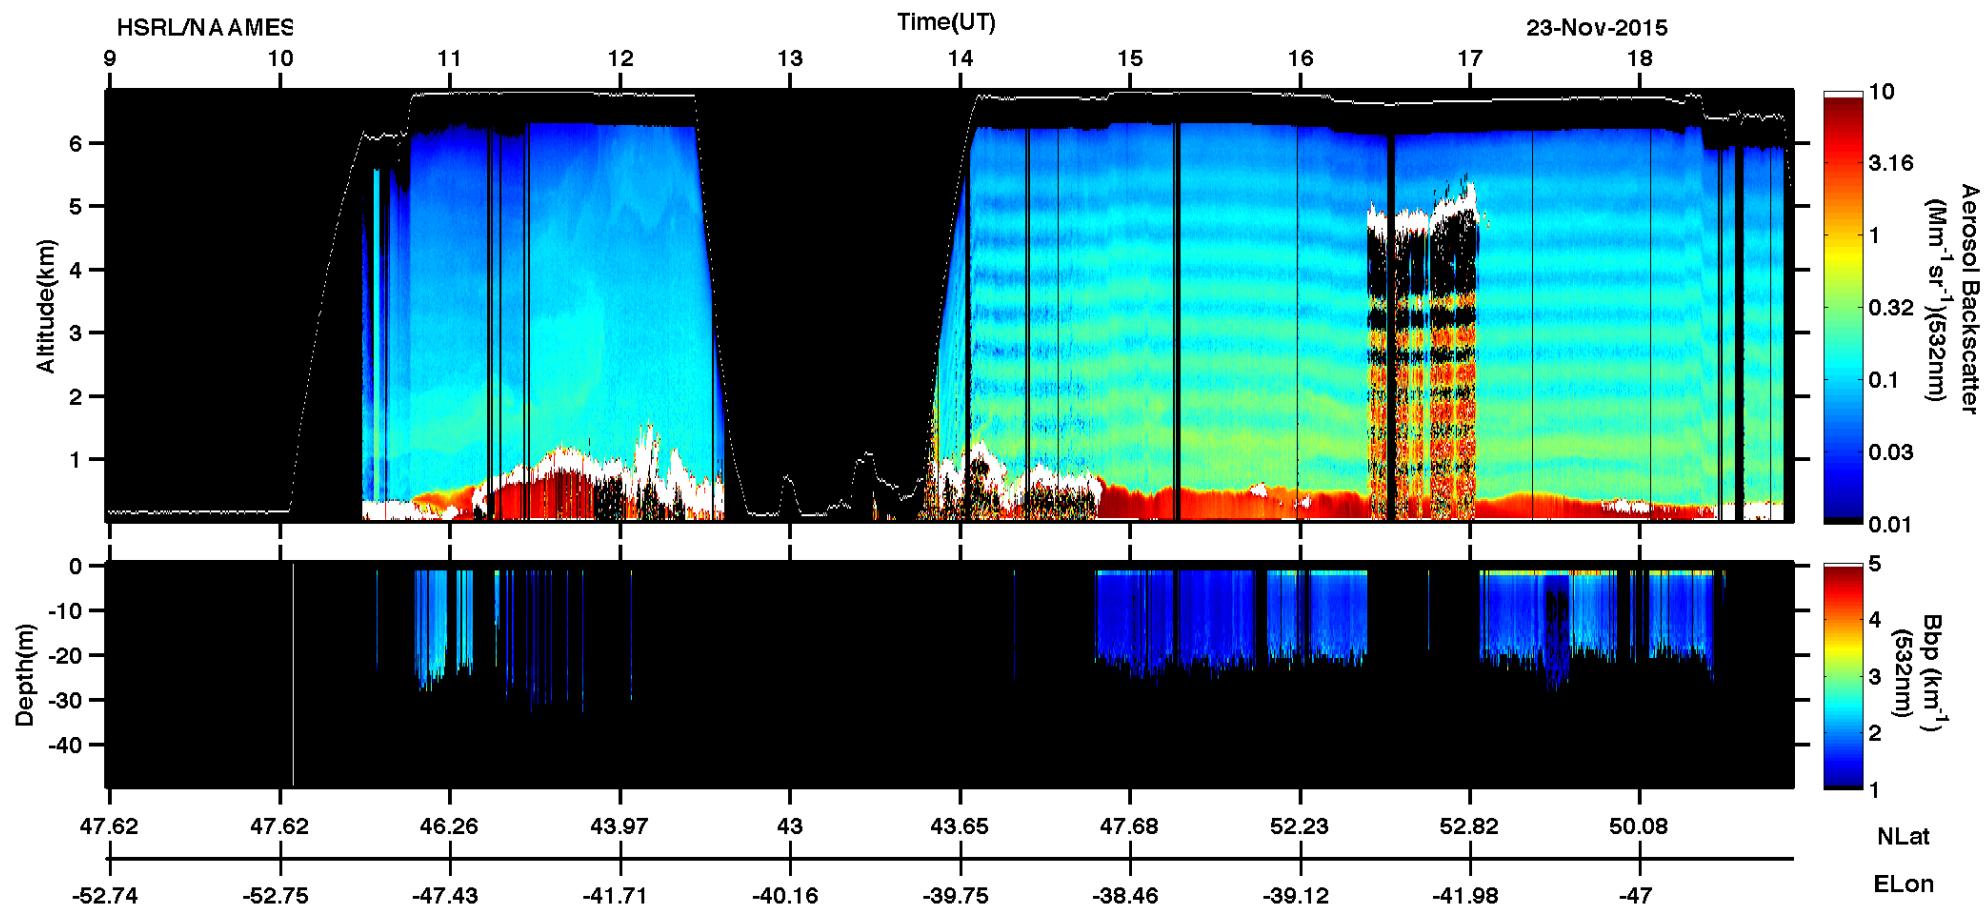 HSRL/NAAMES Time(UT) 23-Nov-2015
9 10 11 12 13 14 15 16 17 18
Altitude(km)
6
5
4
3
2
1
10
3.16
1
0.32
0.1
0.03
0.01
Aerosol Backscatter
(Mm⁻¹sr⁻¹)(532nm)
Depth(m)
0
-10
-20
-30
-40
5
4
3
2
1
Bbp (km⁻¹)
(532nm)
47.62 47.62 46.26 43.97 43 43.65 47.68 52.23 52.82 50.08 NLat
-52.74 -52.75 -47.43 -41.71 -40.16 -39.75 -38.46 -39.12 -41.98 -47 ELon